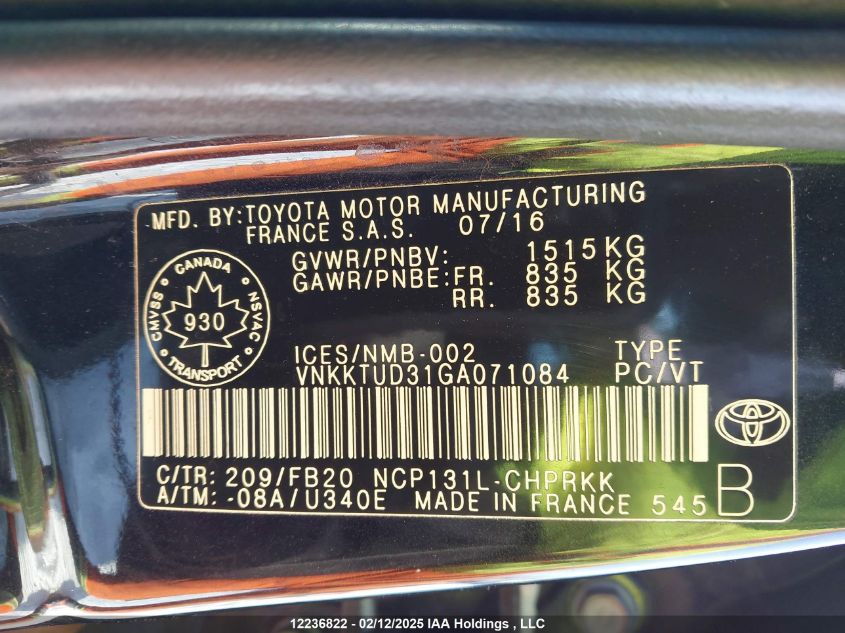 MFD. BY:TOYOTA MOTOR MANUFACTURING
FRANCE S.A.S. 07/16
GVWR/PNBV: 1515KG
GAWR/PNBE:FR. 835 KG
RR. 835 KG
CANADA
CMVSS 930 NSVAC
TRANSPORT
ICES/NMB-002 TYPE
VNKKTUD31GA071084 PC/VT
C/TR: 209/FB20 NCP131L-CHPRKK
A/TM: -08A/U340E MADE IN FRANCE 545 B
12236822 - 02/12/2025 IAA Holdings , LLC